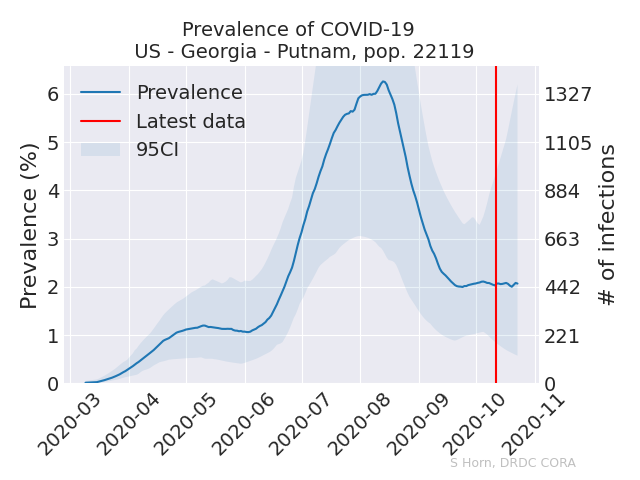 Prevalence of COVID-19
US - Georgia - Putnam, pop. 22119
Prevalence
Latest data
95CI
Prevalence (%)
6
5
4
3
2
1
0
1327
1105
884
663
442
221
0
# of infections
2020-03
2020-04
2020-05
2020-06
2020-07
2020-08
2020-09
2020-10
2020-11
S Horn, DRDC CORA